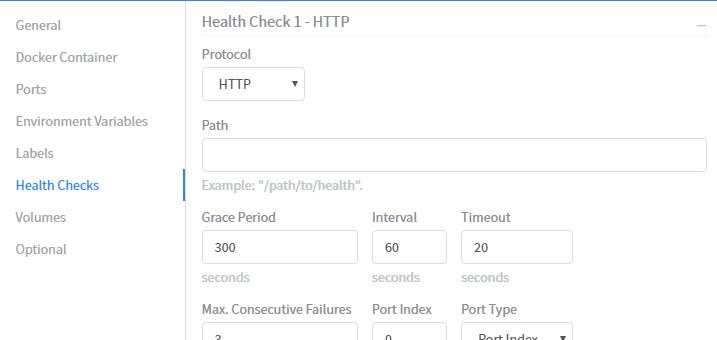 General
Docker Container
Ports
Environment Variables
Labels
Health Checks
Volumes
Optional
Health Check 1 - HTTP
Protocol
HTTP
Path
Example: "/path/to/health".
Grace Period Interval Timeout
300 60 20
seconds seconds seconds
Max. Consecutive Failures Port Index Port Type
3 0 Port Index